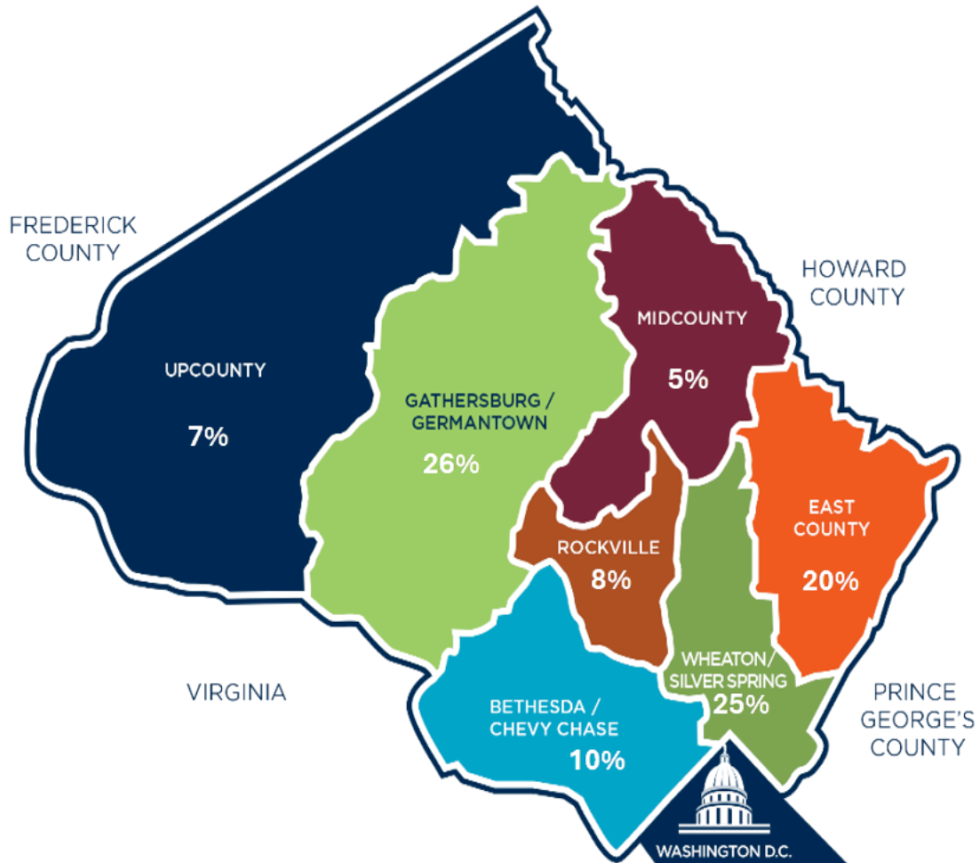 FREDERICK
COUNTY
HOWARD
COUNTY
MIDCOUNTY
5%
UPCOUNTY
7%
GATHERSBURG /
GERMANTOWN
26%
EAST
COUNTY
20%
ROCKVILLE
8%
WHEATON/
SILVER SPRING
25%
VIRGINIA
BETHESDA /
CHEVY CHASE
10%
PRINCE
GEORGE'S
COUNTY
WASHINGTON D.C.